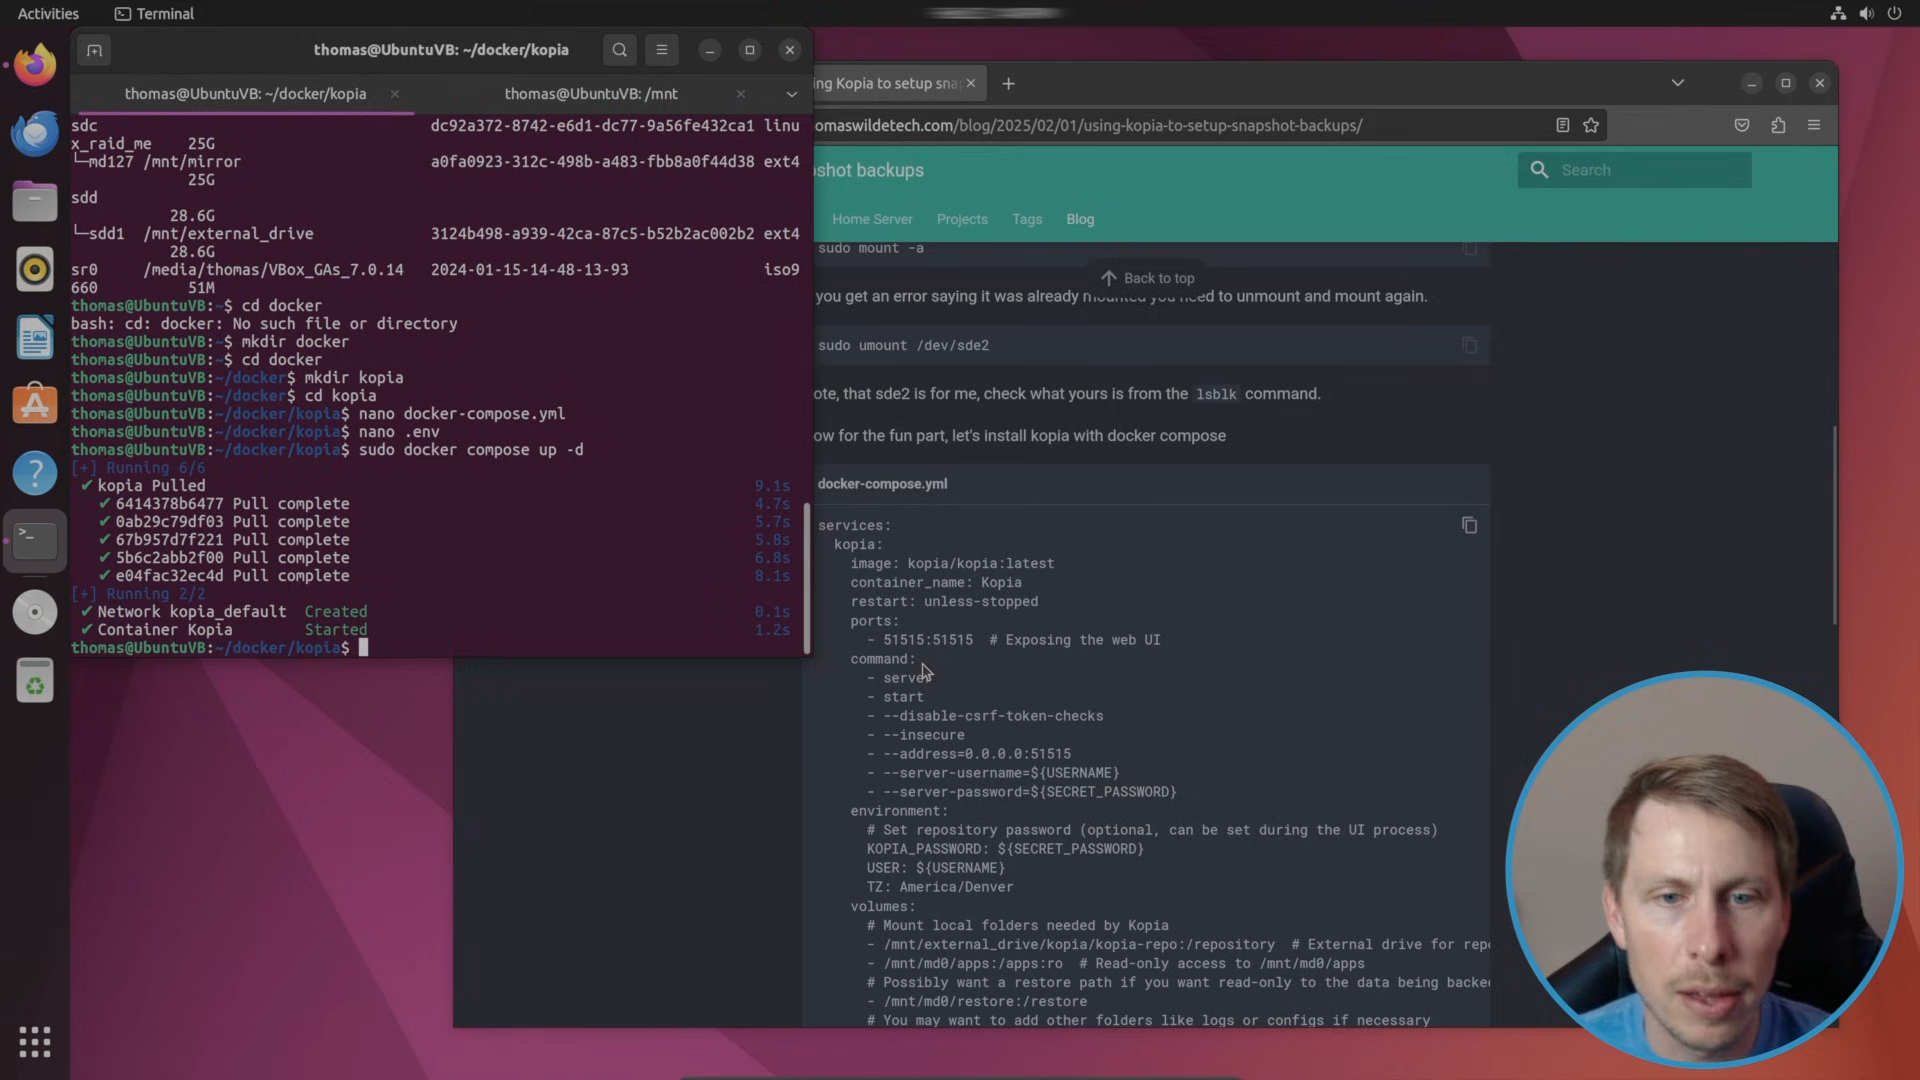 Activities
Terminal
thomas@UbuntuVB: ~/docker/kopia
thomas@UbuntuVB: ~/docker/kopia
thomas@UbuntuVB: /mnt
sdc dc92a372-8742-e6d1-dc77-9a56fe432ca1 linu
x_raid_me 25G
└─md127 /mnt/mirror a0fa0923-312c-498b-a483-fbb8a0f44d38 ext4
25G
sdd
28.6G
└─sdd1 /mnt/external_drive 3124b498-a939-42ca-87c5-b52b2ac002b2 ext4
28.6G
sr0 /media/thomas/VBox_GAs_7.0.14 2024-01-15-14-48-13-93 iso9
660 51M
thomas@UbuntuVB:~$ cd docker
bash: cd: docker: No such file or directory
thomas@UbuntuVB:~$ mkdir docker
thomas@UbuntuVB:~$ cd docker
thomas@UbuntuVB:~/docker$ mkdir kopia
thomas@UbuntuVB:~/docker$ cd kopia
thomas@UbuntuVB:~/docker/kopia$ nano docker-compose.yml
thomas@UbuntuVB:~/docker/kopia$ nano .env
thomas@UbuntuVB:~/docker/kopia$ sudo docker compose up -d
[+] Running 6/6
✔ kopia Pulled 9.1s
✔ 6414378b6477 Pull complete 4.7s
✔ 0ab29c79df03 Pull complete 5.7s
✔ 67b957d7f221 Pull complete 5.8s
✔ 5b6c2abb2f00 Pull complete 6.8s
✔ e04fac32ec4d Pull complete 8.1s
[+] Running 2/2
✔ Network kopia_default Created 0.1s
✔ Container Kopia Started 1.2s
thomas@UbuntuVB:~/docker/kopia$
ng Kopia to setup snap
omaswildetech.com/blog/2025/02/01/using-kopia-to-setup-snapshot-backups/
pshot backups
Search
Home Server Projects Tags Blog
sudo mount -a
Back to top
you get an error saying it was already mounted you need to unmount and mount again.
sudo umount /dev/sde2
ote, that sde2 is for me, check what yours is from the lsblk command.
ow for the fun part, let's install kopia with docker compose
docker-compose.yml
services:
kopia:
image: kopia/kopia:latest
container_name: Kopia
restart: unless-stopped
ports:
- 51515:51515 # Exposing the web UI
command:
- server
- start
- --disable-csrf-token-checks
- --insecure
- --address=0.0.0.0:51515
- --server-username=${USERNAME}
- --server-password=${SECRET_PASSWORD}
environment:
# Set repository password (optional, can be set during the UI process)
KOPIA_PASSWORD: ${SECRET_PASSWORD}
USER: ${USERNAME}
TZ: America/Denver
volumes:
# Mount local folders needed by Kopia
- /mnt/external_drive/kopia/kopia-repo:/repository # External drive for repo
- /mnt/md0/apps:/apps:ro # Read-only access to /mnt/md0/apps
# Possibly want a restore path if you want read-only to the data being backe
- /mnt/md0/restore:/restore
# You may want to add other folders like logs or configs if necessary